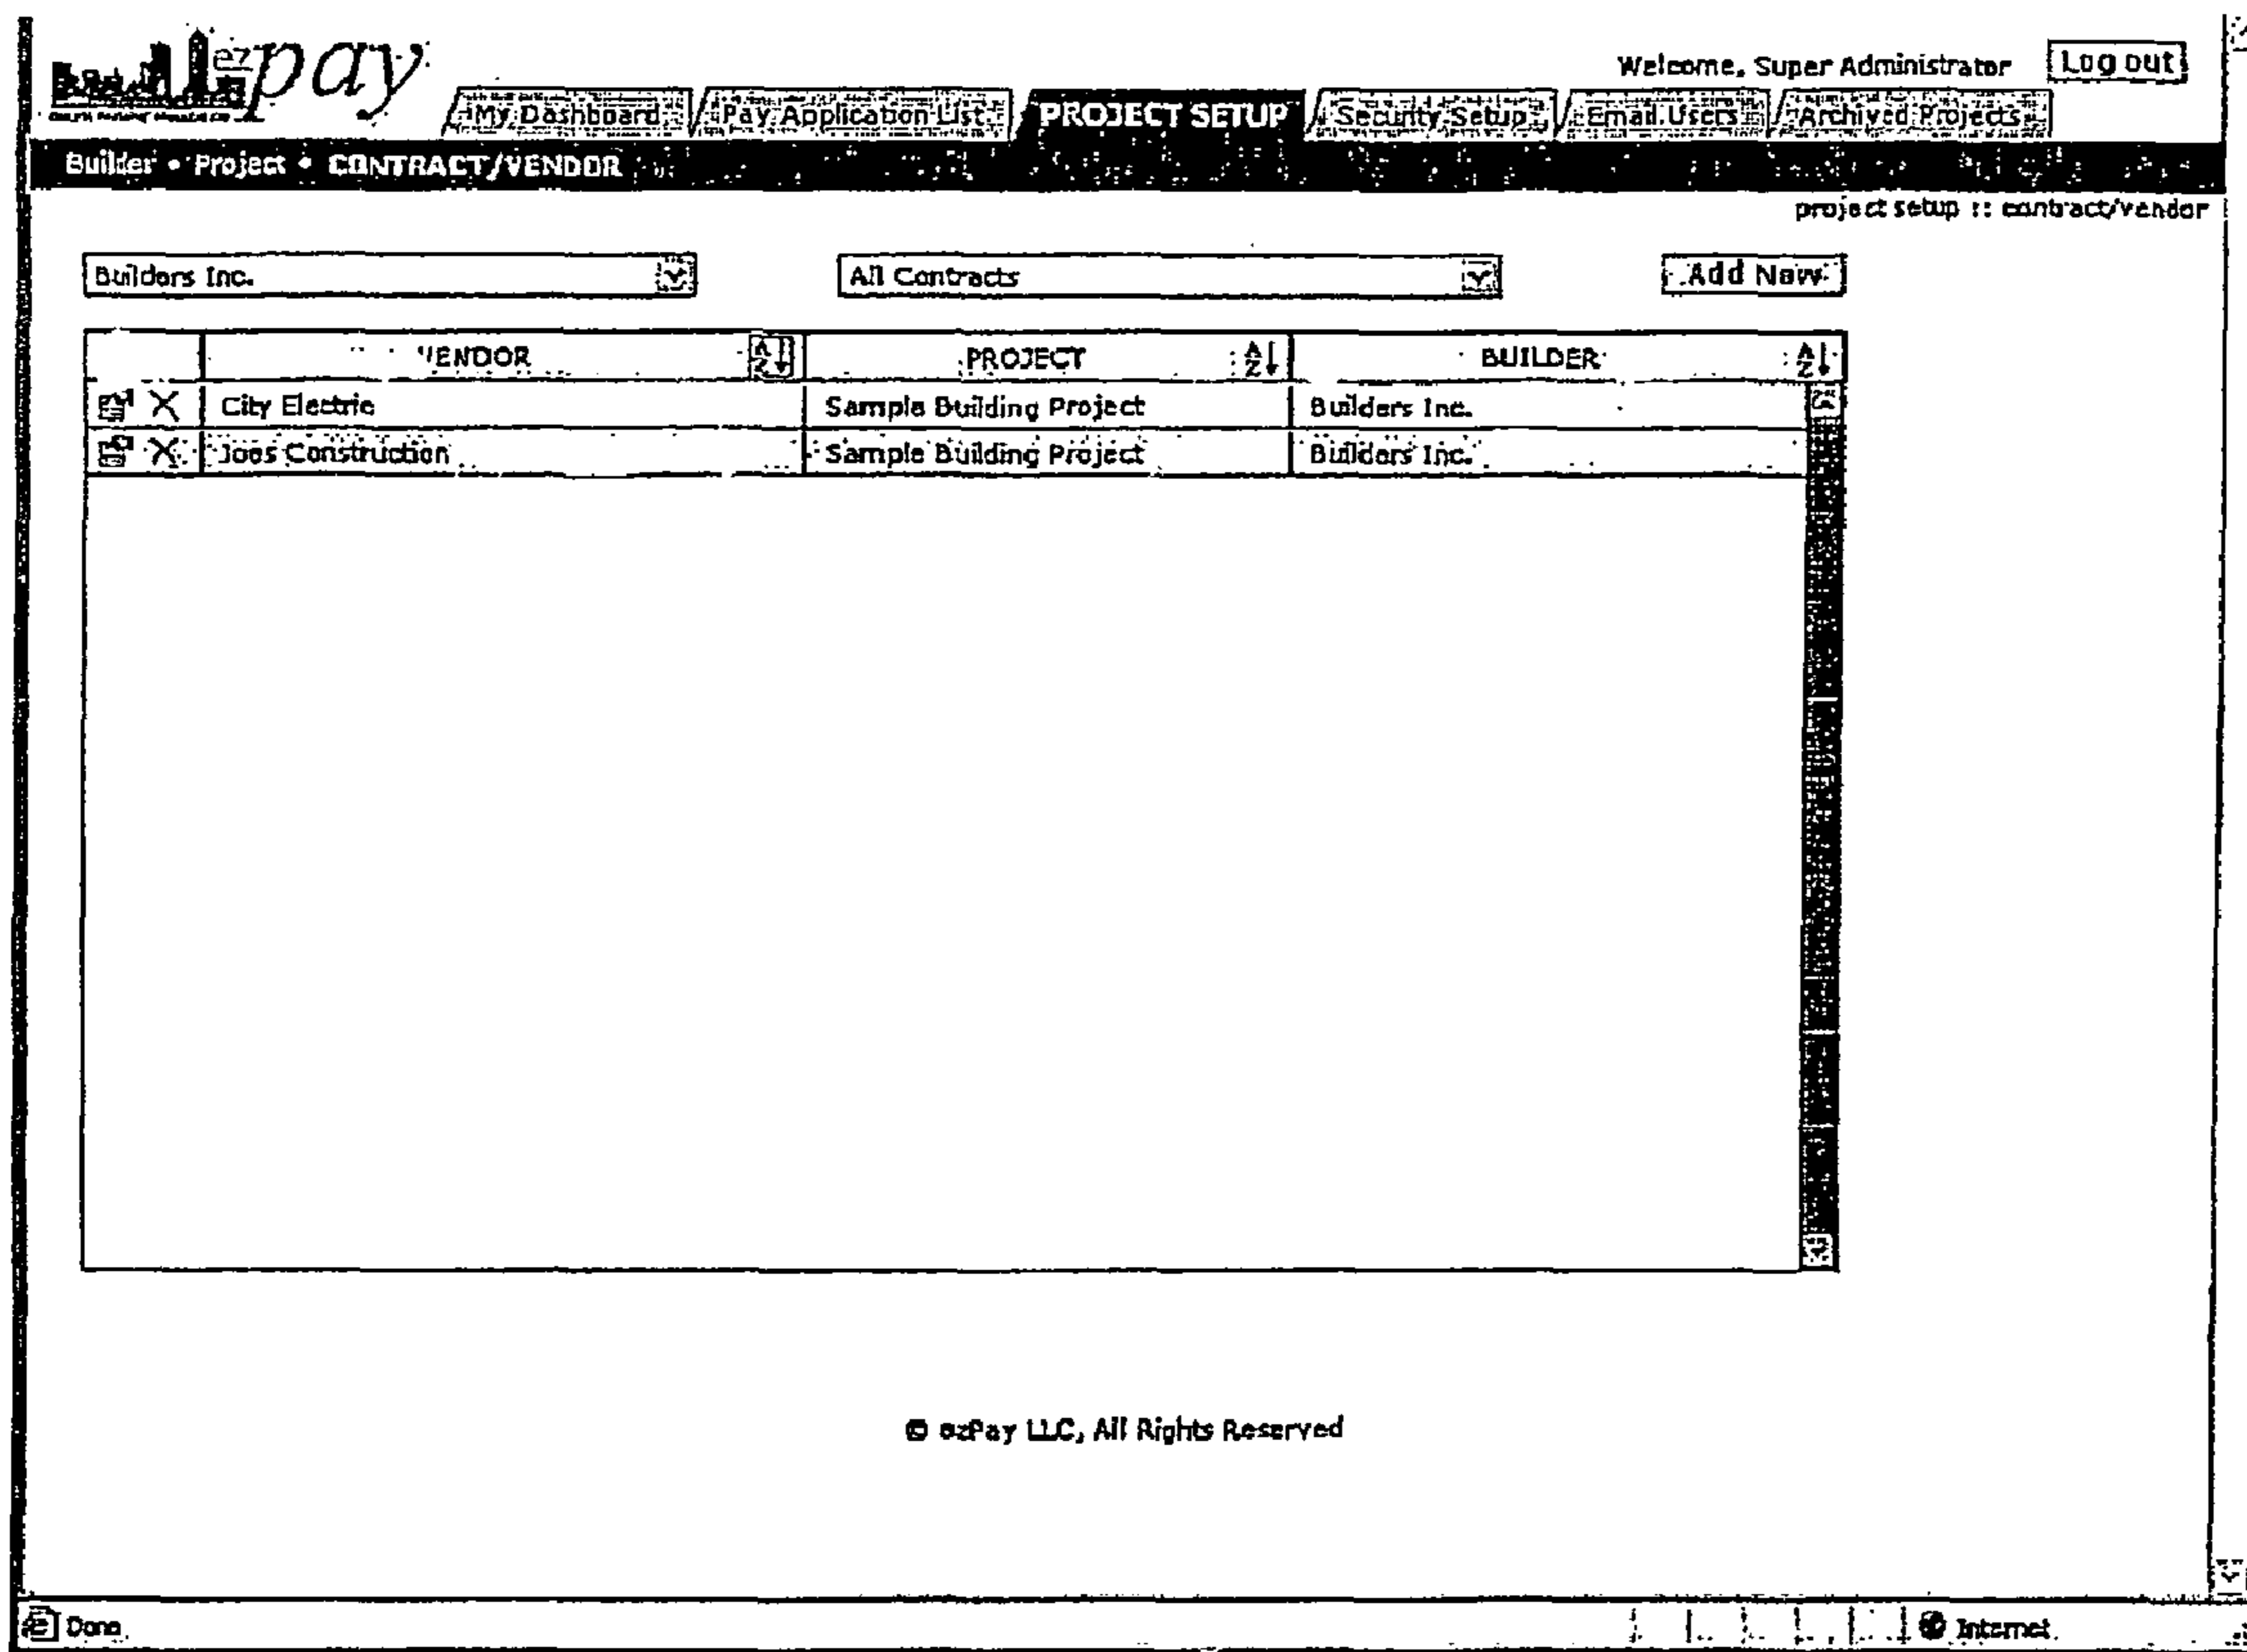 ezpay
Welcome, Super Administrator Log out
My Dashboard Pay Application List PROJECT SETUP Security Setup Email Users Archived Projects
Builder • Project • CONTRACT/VENDOR
project setup :: contract/vendor
Builders Inc. All Contracts Add New
VENDOR PROJECT BUILDER
City Electric Sample Building Project Builders Inc.
Joes Construction Sample Building Project Builders Inc.
© ezPay LLC, All Rights Reserved
Done Internet